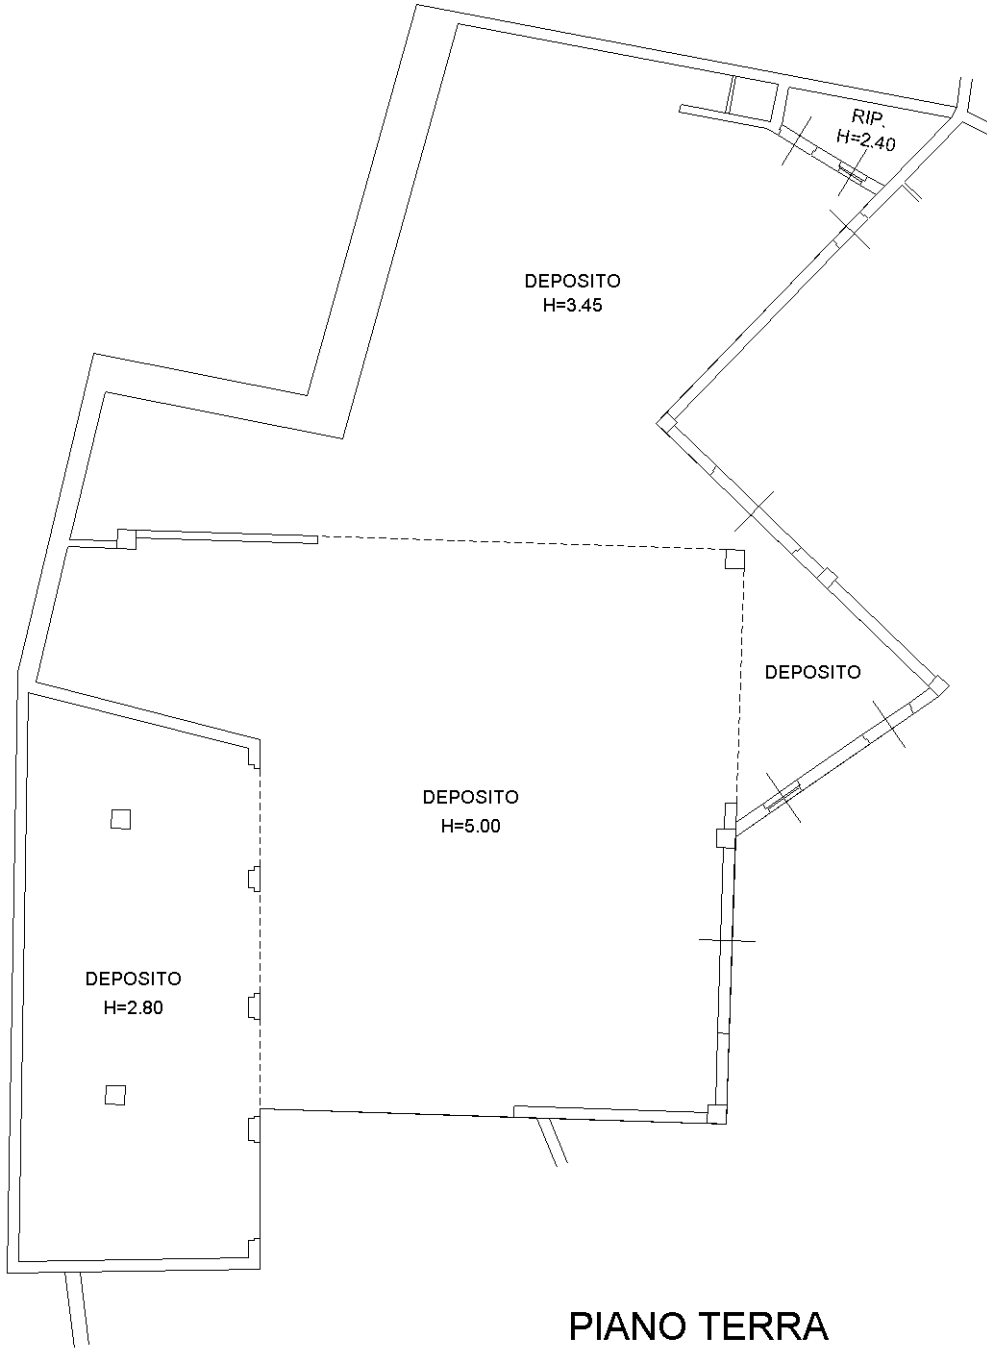 RIP.
H=2.40
DEPOSITO
H=3.45
DEPOSITO
DEPOSITO
H=5.00
DEPOSITO
H=2.80
PIANO TERRA